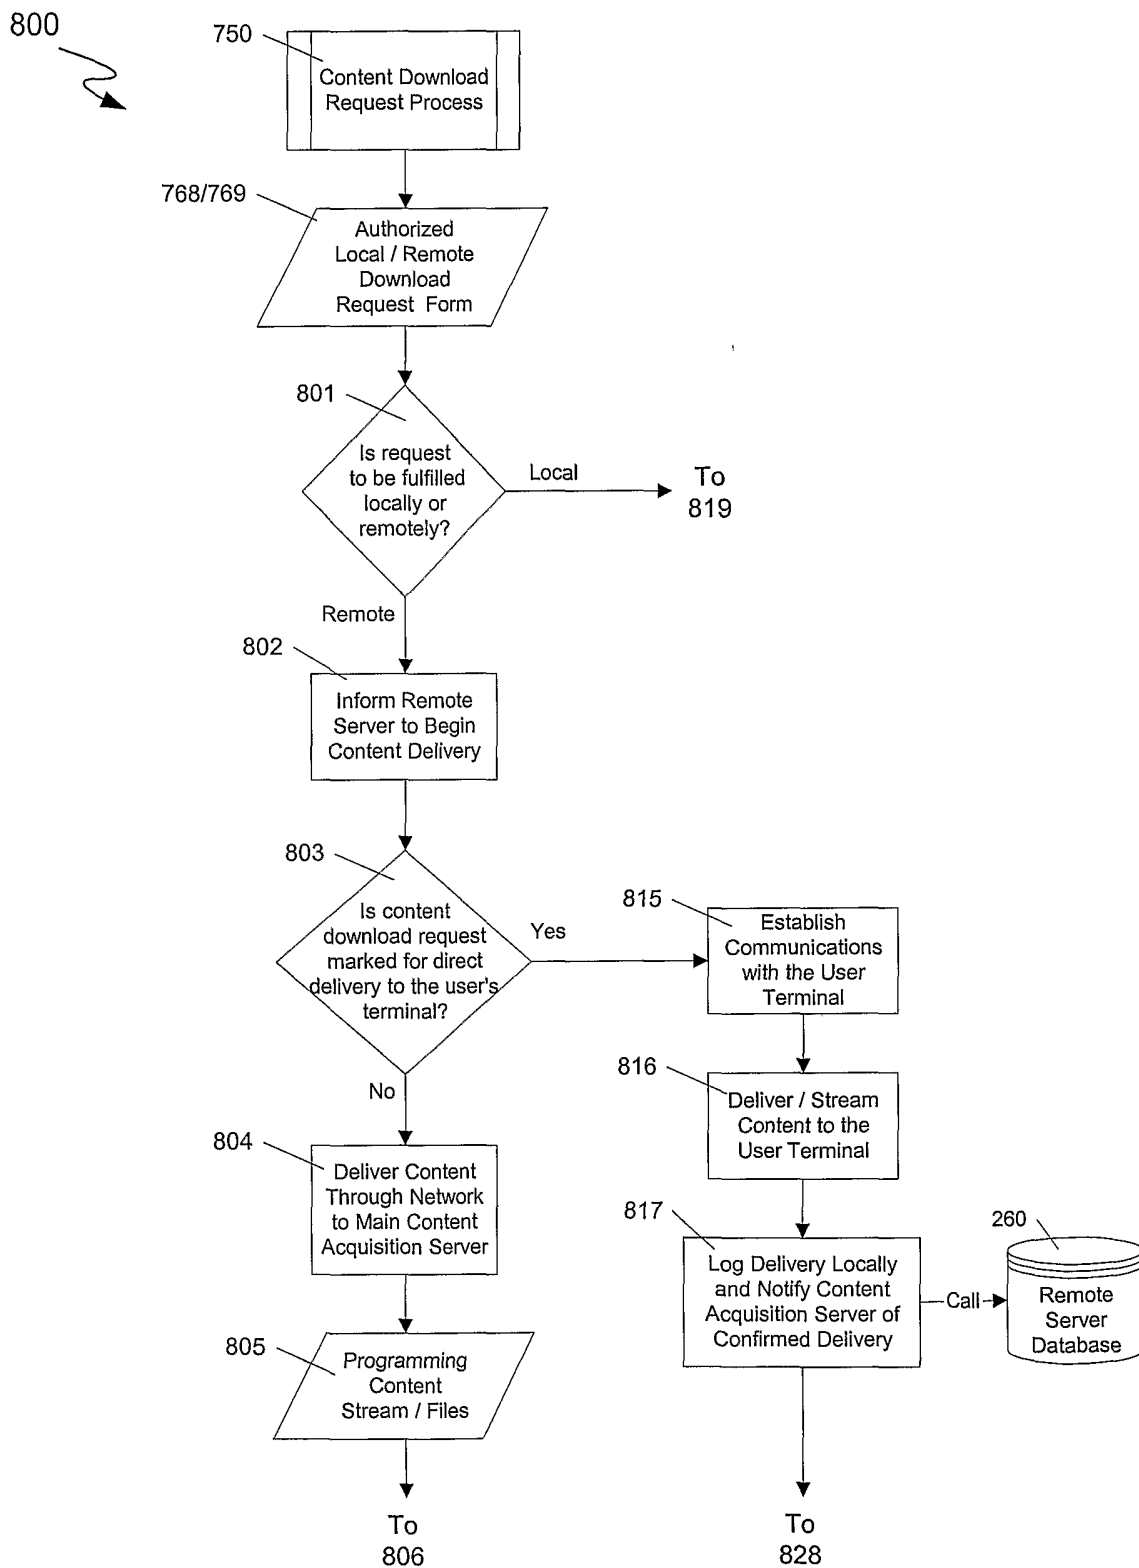 800
750
Content Download
Request Process
768/769
Authorized
Local / Remote
Download
Request Form
801
Is request
to be fulfilled
locally or
remotely?
Local
To
819
Remote
802
Inform Remote
Server to Begin
Content Delivery
803
Is content
download request
marked for direct
delivery to the user's
terminal?
Yes
815
Establish
Communications
with the User
Terminal
No
816
Deliver / Stream
Content to the
User Terminal
804
Deliver Content
Through Network
to Main Content
Acquisition Server
817
Log Delivery Locally
and Notify Content
Acquisition Server of
Confirmed Delivery
Call
260
Remote
Server
Database
805
Programming
Content
Stream / Files
To
806
To
828